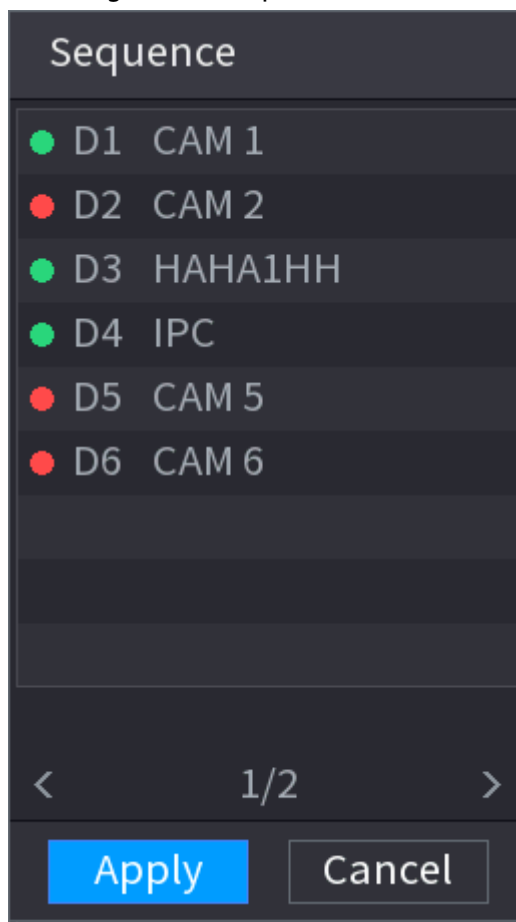 Sequence
D1 CAM 1
D2 CAM 2
D3 HAHA1HH
D4 IPC
D5 CAM 5
D6 CAM 6
< 1/2 >
Apply Cancel